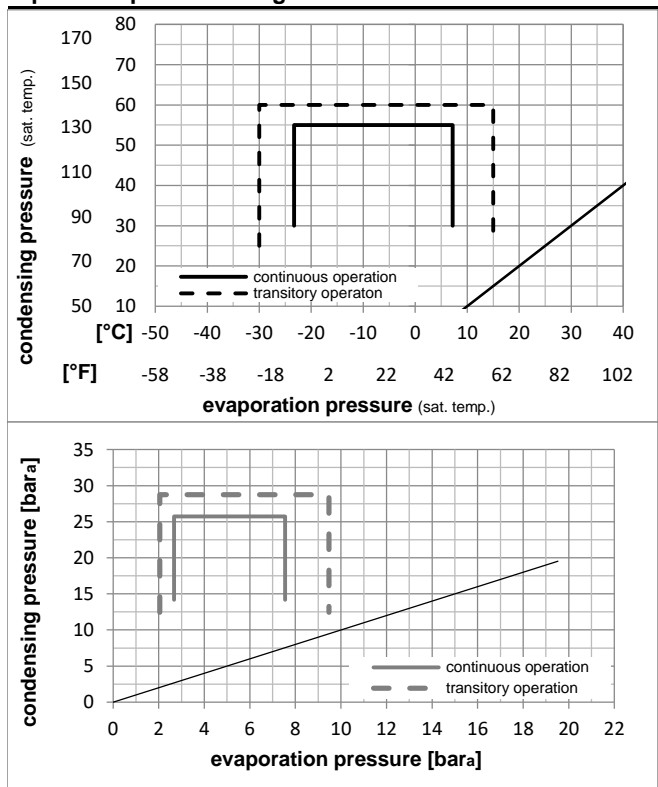 170 80
150 70
130 60
110 50
90 40
70 30
20
50 10
condensing pressure (sat. temp.)
continuous operation
transitory operaton
[°C] -50 -40 -30 -20 -10 0 10 20 30 40
[°F] -58 -38 -18 2 22 42 62 82 102
evaporation pressure (sat. temp.)
35
30
25
20
15
10
5
0
condensing pressure [bara]
continuous operation
transitory operation
0 2 4 6 8 10 12 14 16 18 20 22
evaporation pressure [bara]